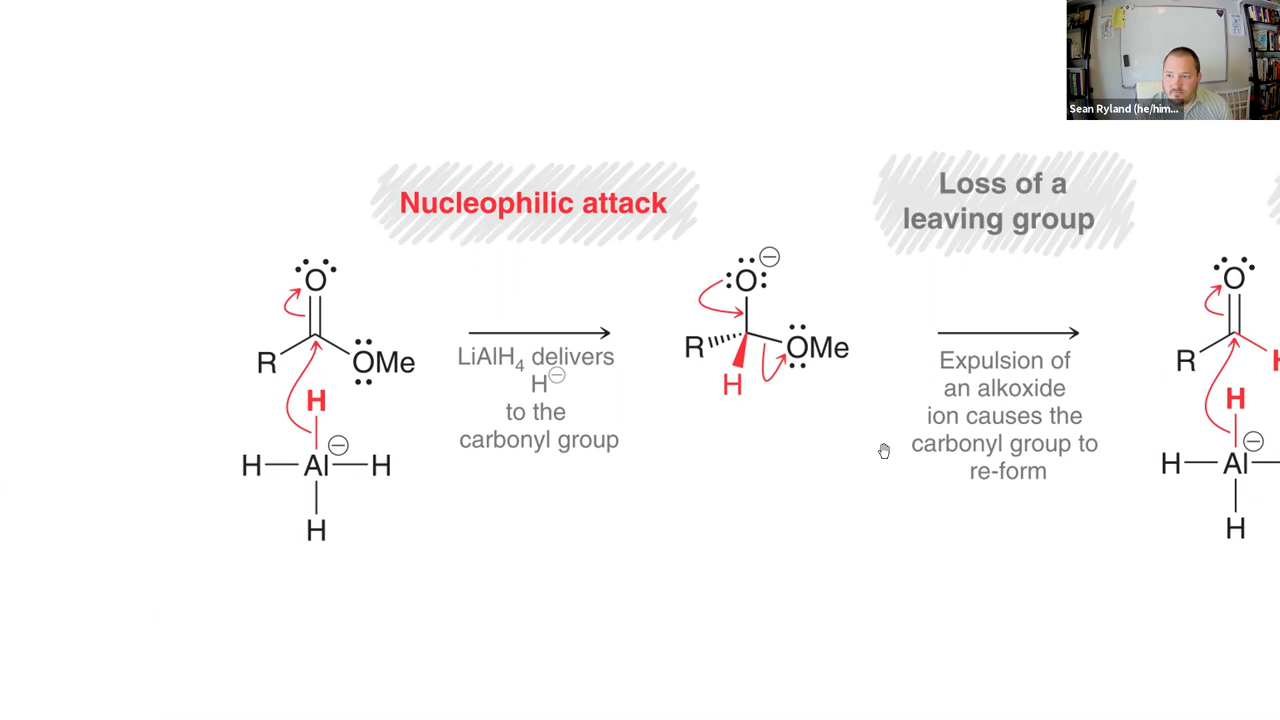 Sean Ryland (he/him...
Nucleophilic attack
Loss of a
leaving group
O
R
OMe
H
H Al H
H
LiAlH4 delivers
H⊖
to the
carbonyl group
O ⊖
R
OMe
H
Expulsion of
an alkoxide
ion causes the
carbonyl group to
re-form
O
R
H
H Al
H